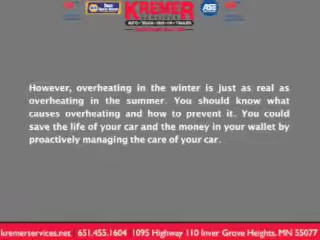 KREMER
SERVICES
However, overheating in the winter is just as real as
overheating in the summer. You should know what
causes overheating and how to prevent it. You could
save the life of your car and the money in your wallet by
proactively managing the care of your car.
kremerservices.net 651.455.1604 1095 Highway 110 Inver Grove Heights, MN 55077